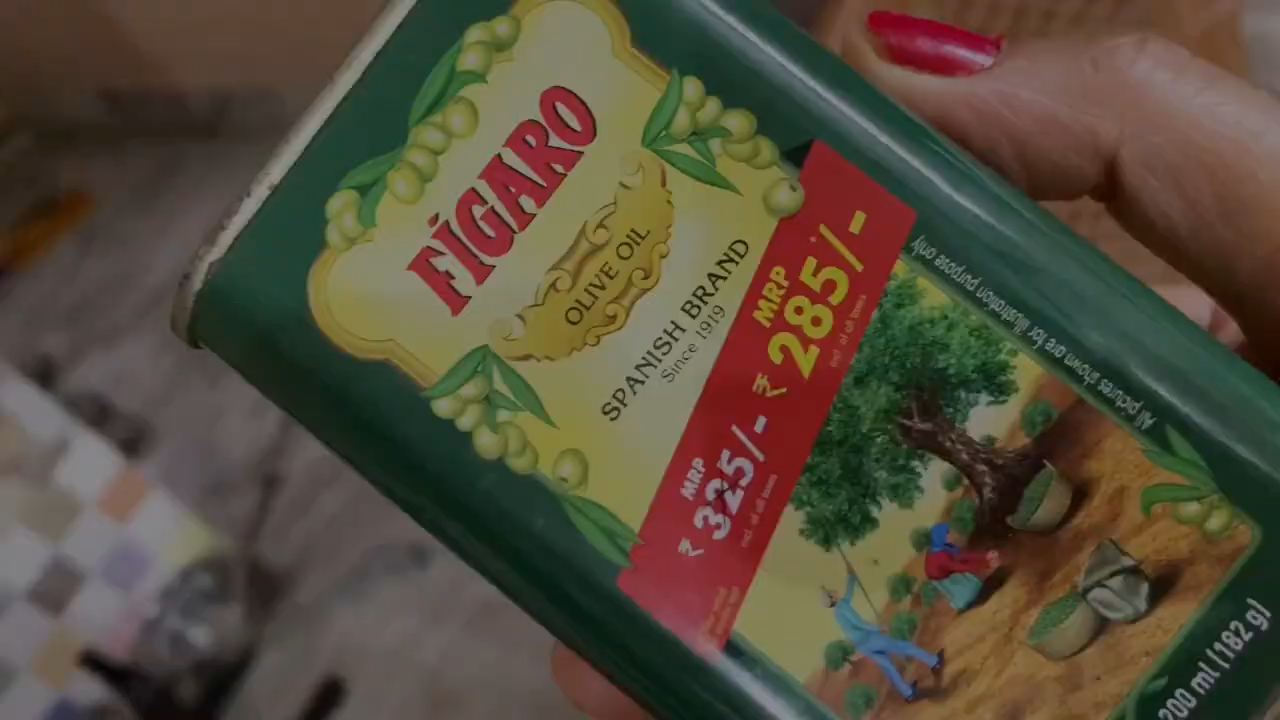 FÍGARO
OLIVE OIL
SPANISH BRAND
Since 1919
MRP
₹ 325/-
incl. of all taxes
MRP
₹ 285/-
incl. of all taxes
All pictures shown are for illustration purpose only
200 ml (182 g)